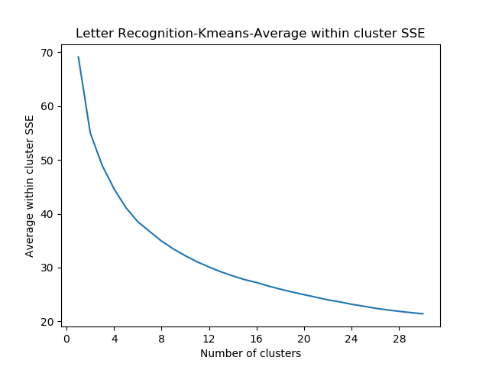 Letter Recognition-Kmeans-Average within cluster SSE
70
60
50
40
30
20
Average within cluster SSE
0 4 8 12 16 20 24 28
Number of clusters